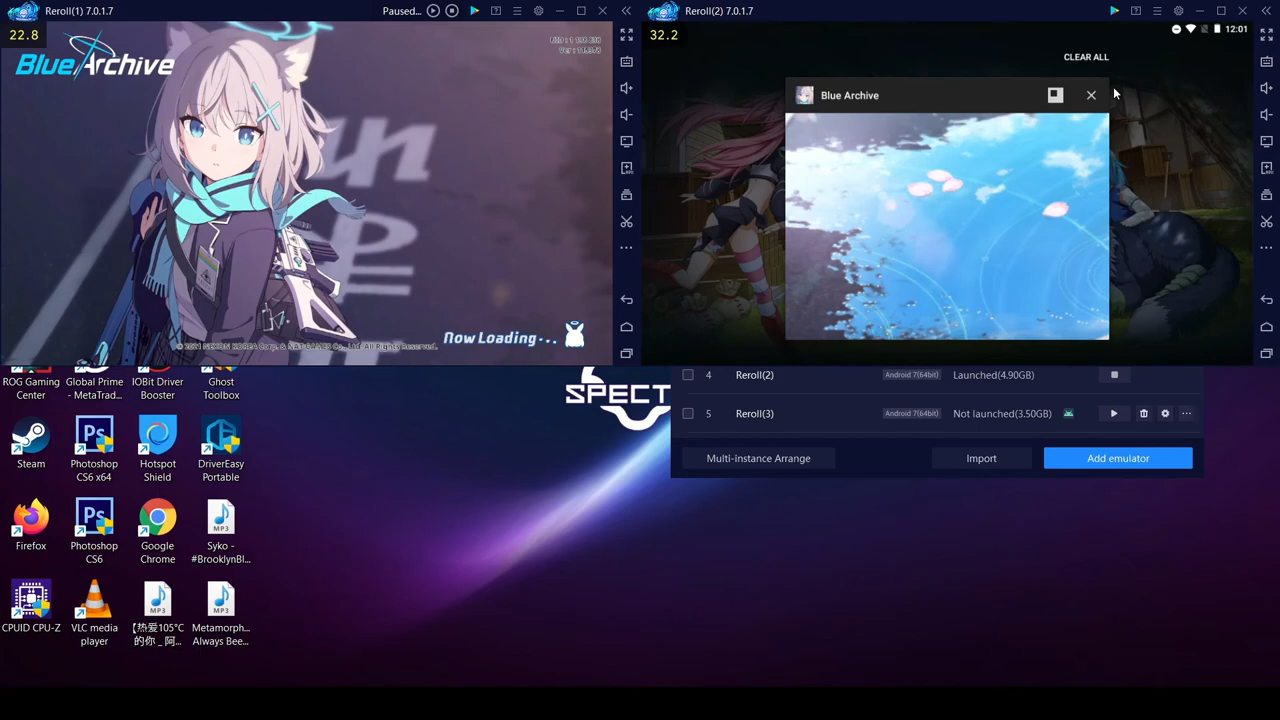 Reroll(1) 7.0.1.7
Paused...
22.8
Blue Archive
Now Loading...
Reroll(2) 7.0.1.7
32.2
12:01
CLEAR ALL
Blue Archive
4 Reroll(2) Android 7(64bit) Launched(4.90GB)
5 Reroll(3) Android 7(64bit) Not launched(3.50GB)
Multi-instance Arrange Import Add emulator
SPECT
ROG Gaming
Center
Global Prime
- MetaTrad...
IOBit Driver
Booster
Ghost
Toolbox
Steam
Photoshop
CS6 x64
Hotspot
Shield
DriverEasy
Portable
Firefox
Photoshop
CS6
Google
Chrome
Syko -
#BrooklynBl...
CPUID CPU-Z
VLC media
player
【热爱105°C
的你 _ 阿...
Metamorph...
Always Bee...